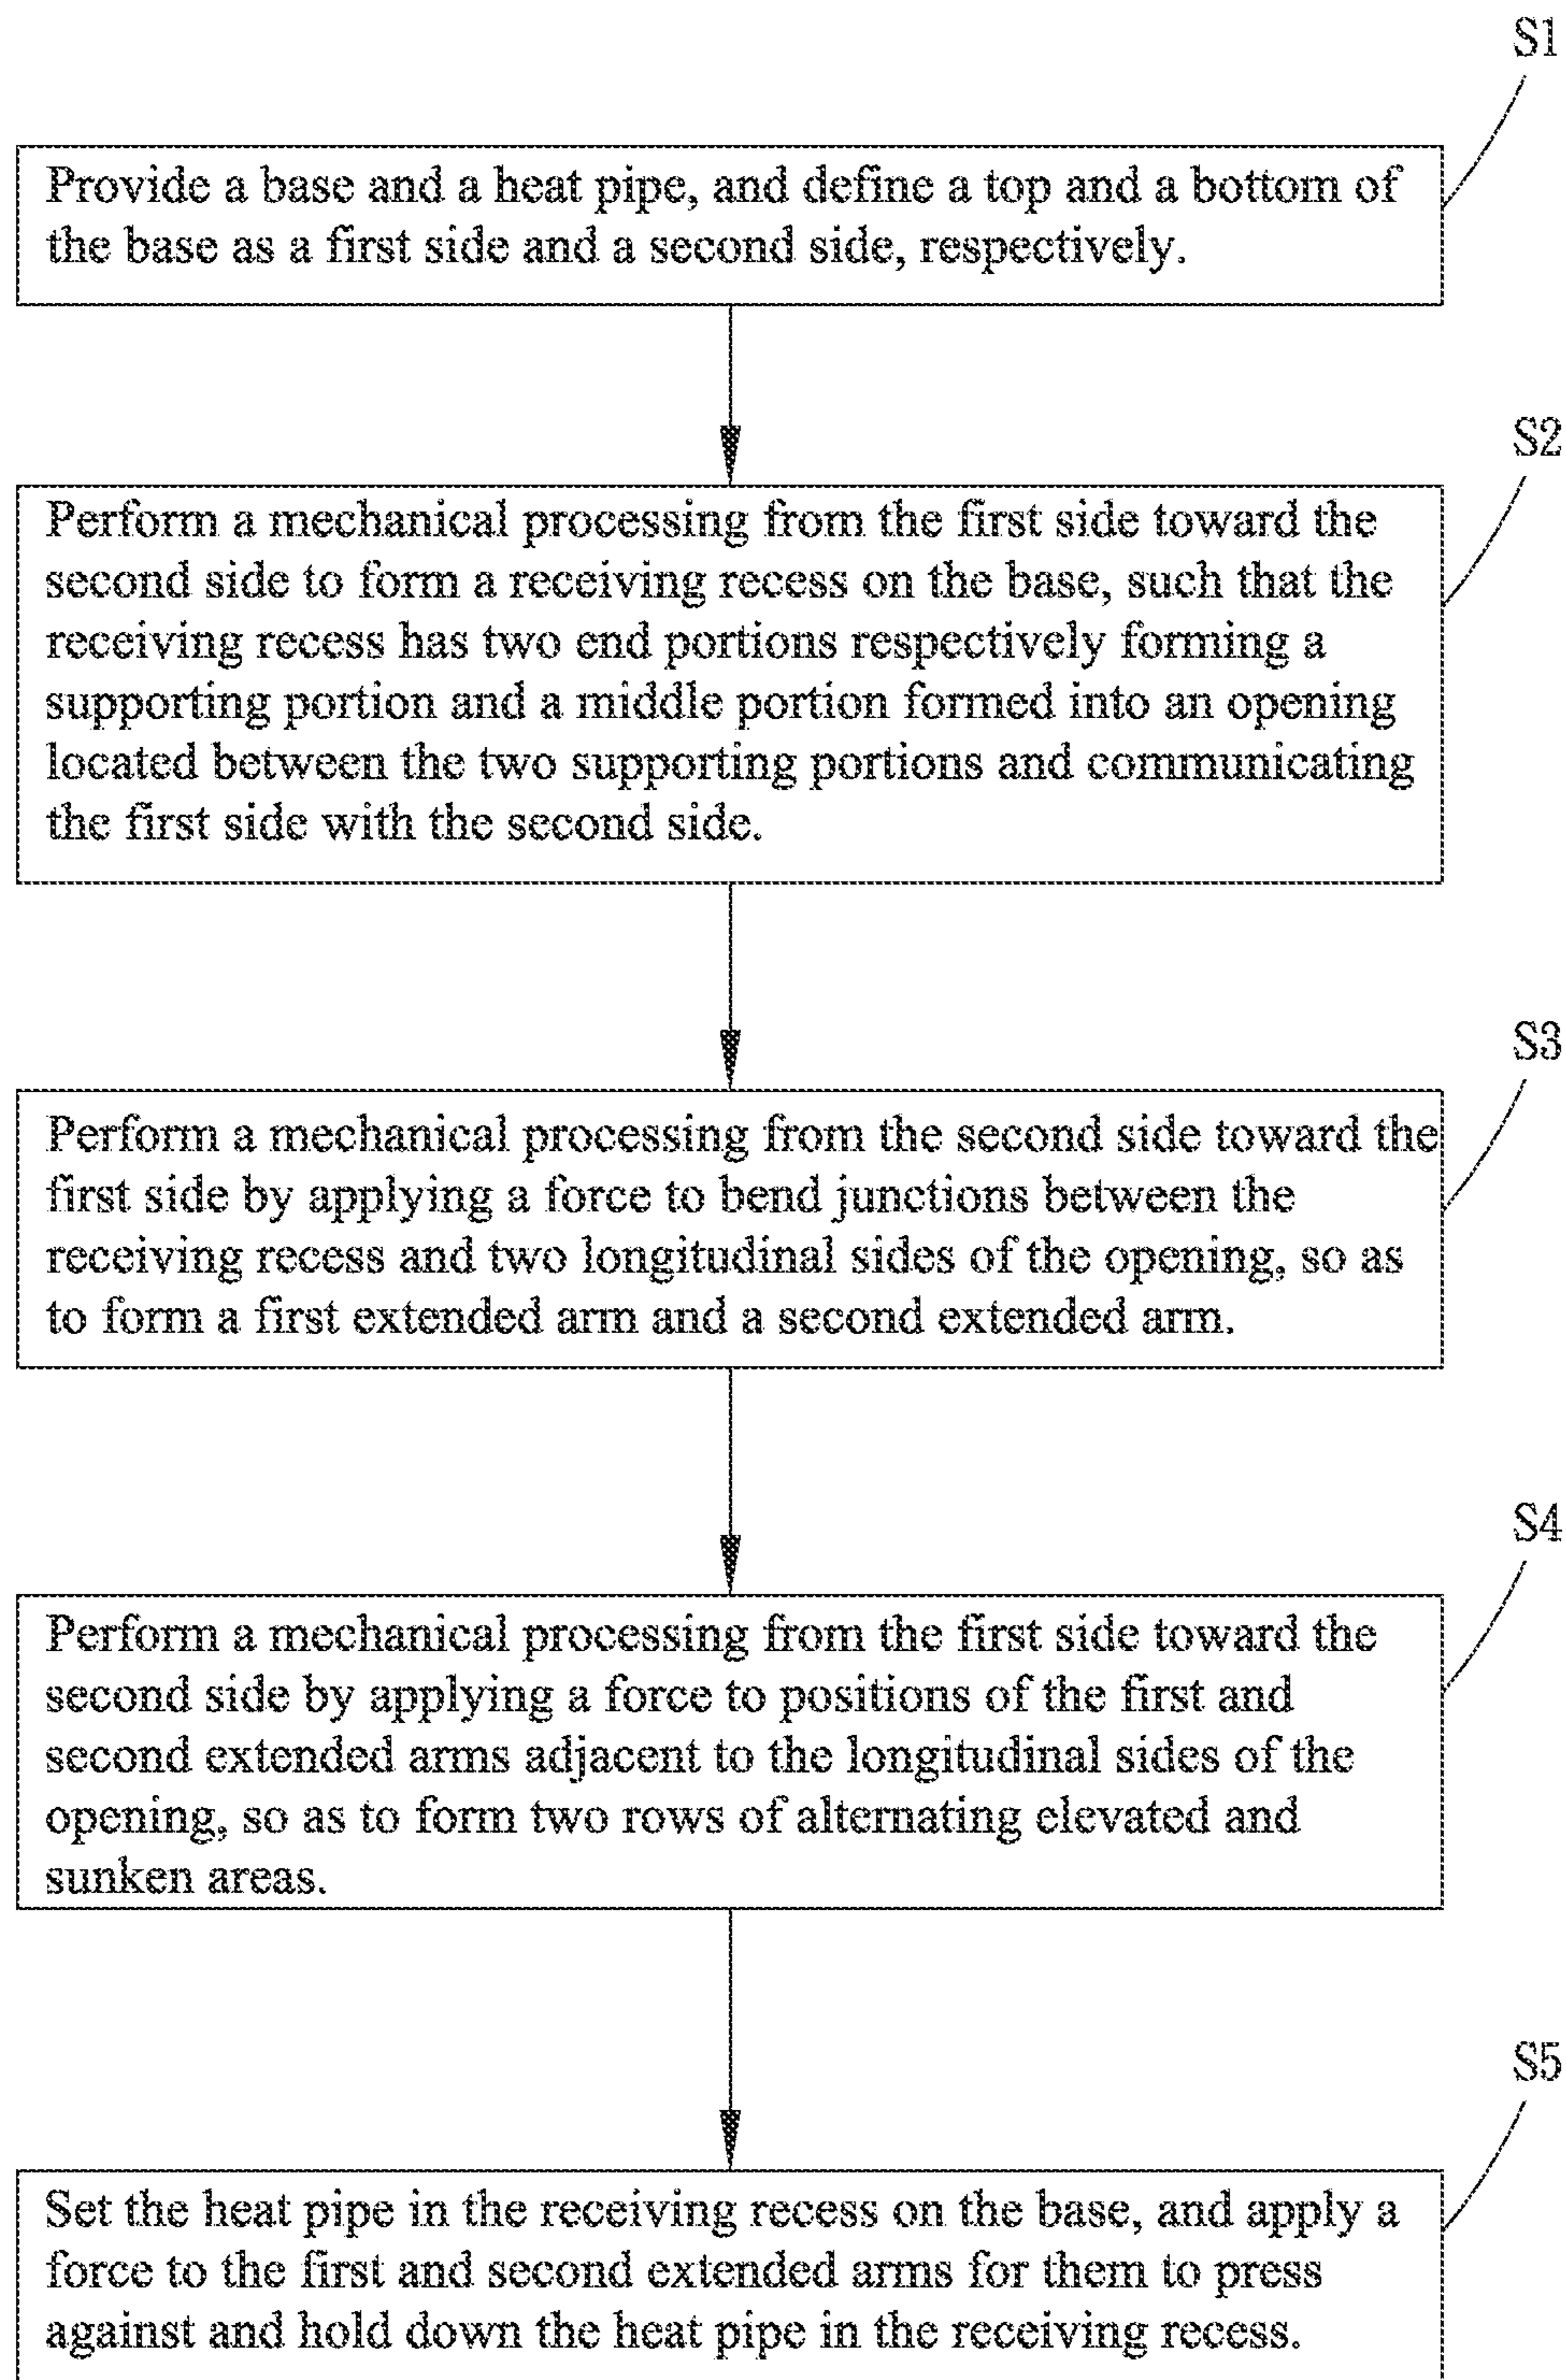 S1
Provide a base and a heat pipe, and define a top and a bottom of
the base as a first side and a second side, respectively.
S2
Perform a mechanical processing from the first side toward the
second side to form a receiving recess on the base, such that the
receiving recess has two end portions respectively forming a
supporting portion and a middle portion formed into an opening
located between the two supporting portions and communicating
the first side with the second side.
S3
Perform a mechanical processing from the second side toward the
first side by applying a force to bend junctions between the
receiving recess and two longitudinal sides of the opening, so as
to form a first extended arm and a second extended arm.
S4
Perform a mechanical processing from the first side toward the
second side by applying a force to positions of the first and
second extended arms adjacent to the longitudinal sides of the
opening, so as to form two rows of alternating elevated and
sunken areas.
S5
Set the heat pipe in the receiving recess on the base, and apply a
force to the first and second extended arms for them to press
against and hold down the heat pipe in the receiving recess.